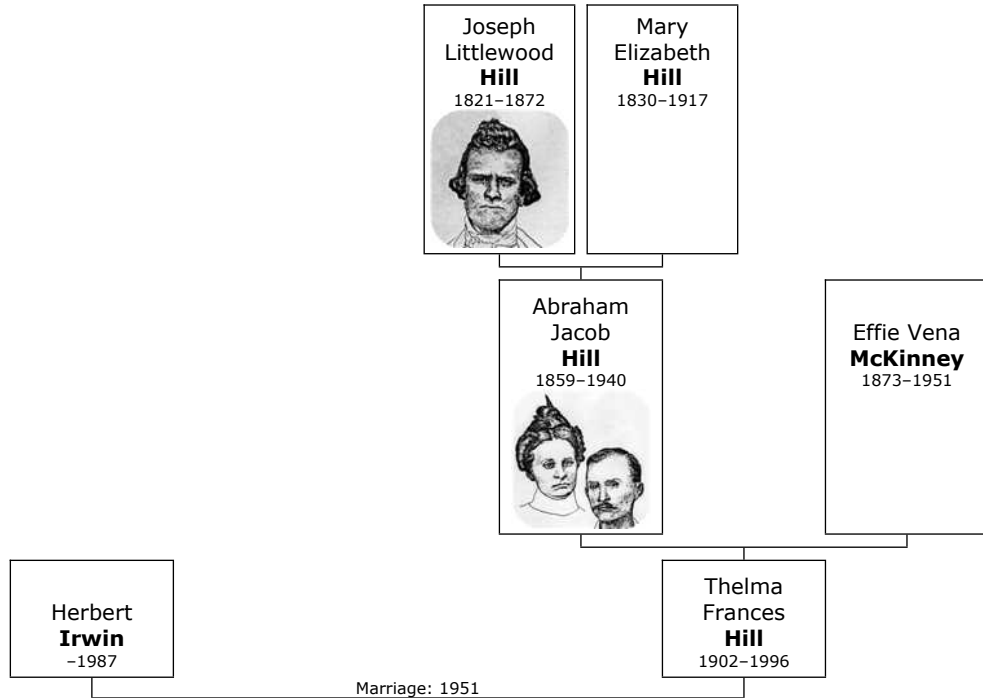 Joseph
Littlewood
Hill
1821–1872
Mary
Elizabeth
Hill
1830–1917
Abraham
Jacob
Hill
1859–1940
Effie Vena
McKinney
1873–1951
Herbert
Irwin
–1987
Thelma
Frances
Hill
1902–1996
Marriage: 1951